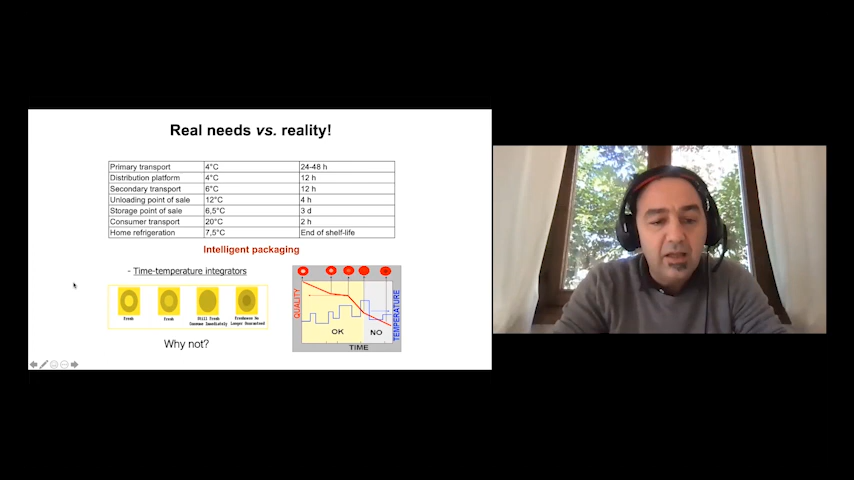 Real needs vs. reality!
Primary transport 4°C 24-48 h
Distribution platform 4°C 12 h
Secondary transport 6°C 12 h
Unloading point of sale 12°C 4 h
Storage point of sale 6,5°C 3 d
Consumer transport 20°C 2 h
Home refrigeration 7,5°C End of shelf-life
Intelligent packaging
- Time-temperature integrators
Fresh
Fresh
Still fresh
Consume Immediately
Freshness No
Longer Guaranteed
QUALITY
OK
NO
TEMPERATURE
TIME
Why not?